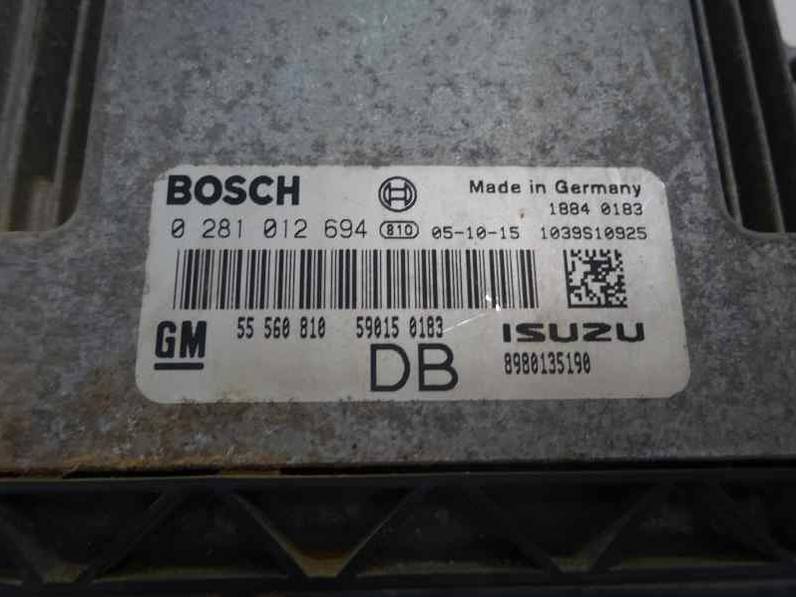 BOSCH Made in Germany
1884 0183
0 281 012 694 810 05-10-15 1039S10925
GM 55 560 810 59015 0183 ISUZU
DB 8980135190